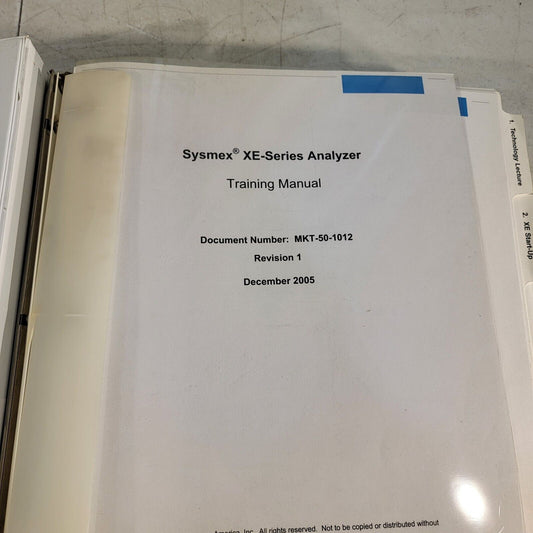 Sysmex® XE-Series Analyzer
Training Manual
Document Number: MKT-50-1012
Revision 1
December 2005
America, Inc. All rights reserved. Not to be copied or distributed without
1. Technology Lecture
2. XE Start-Up